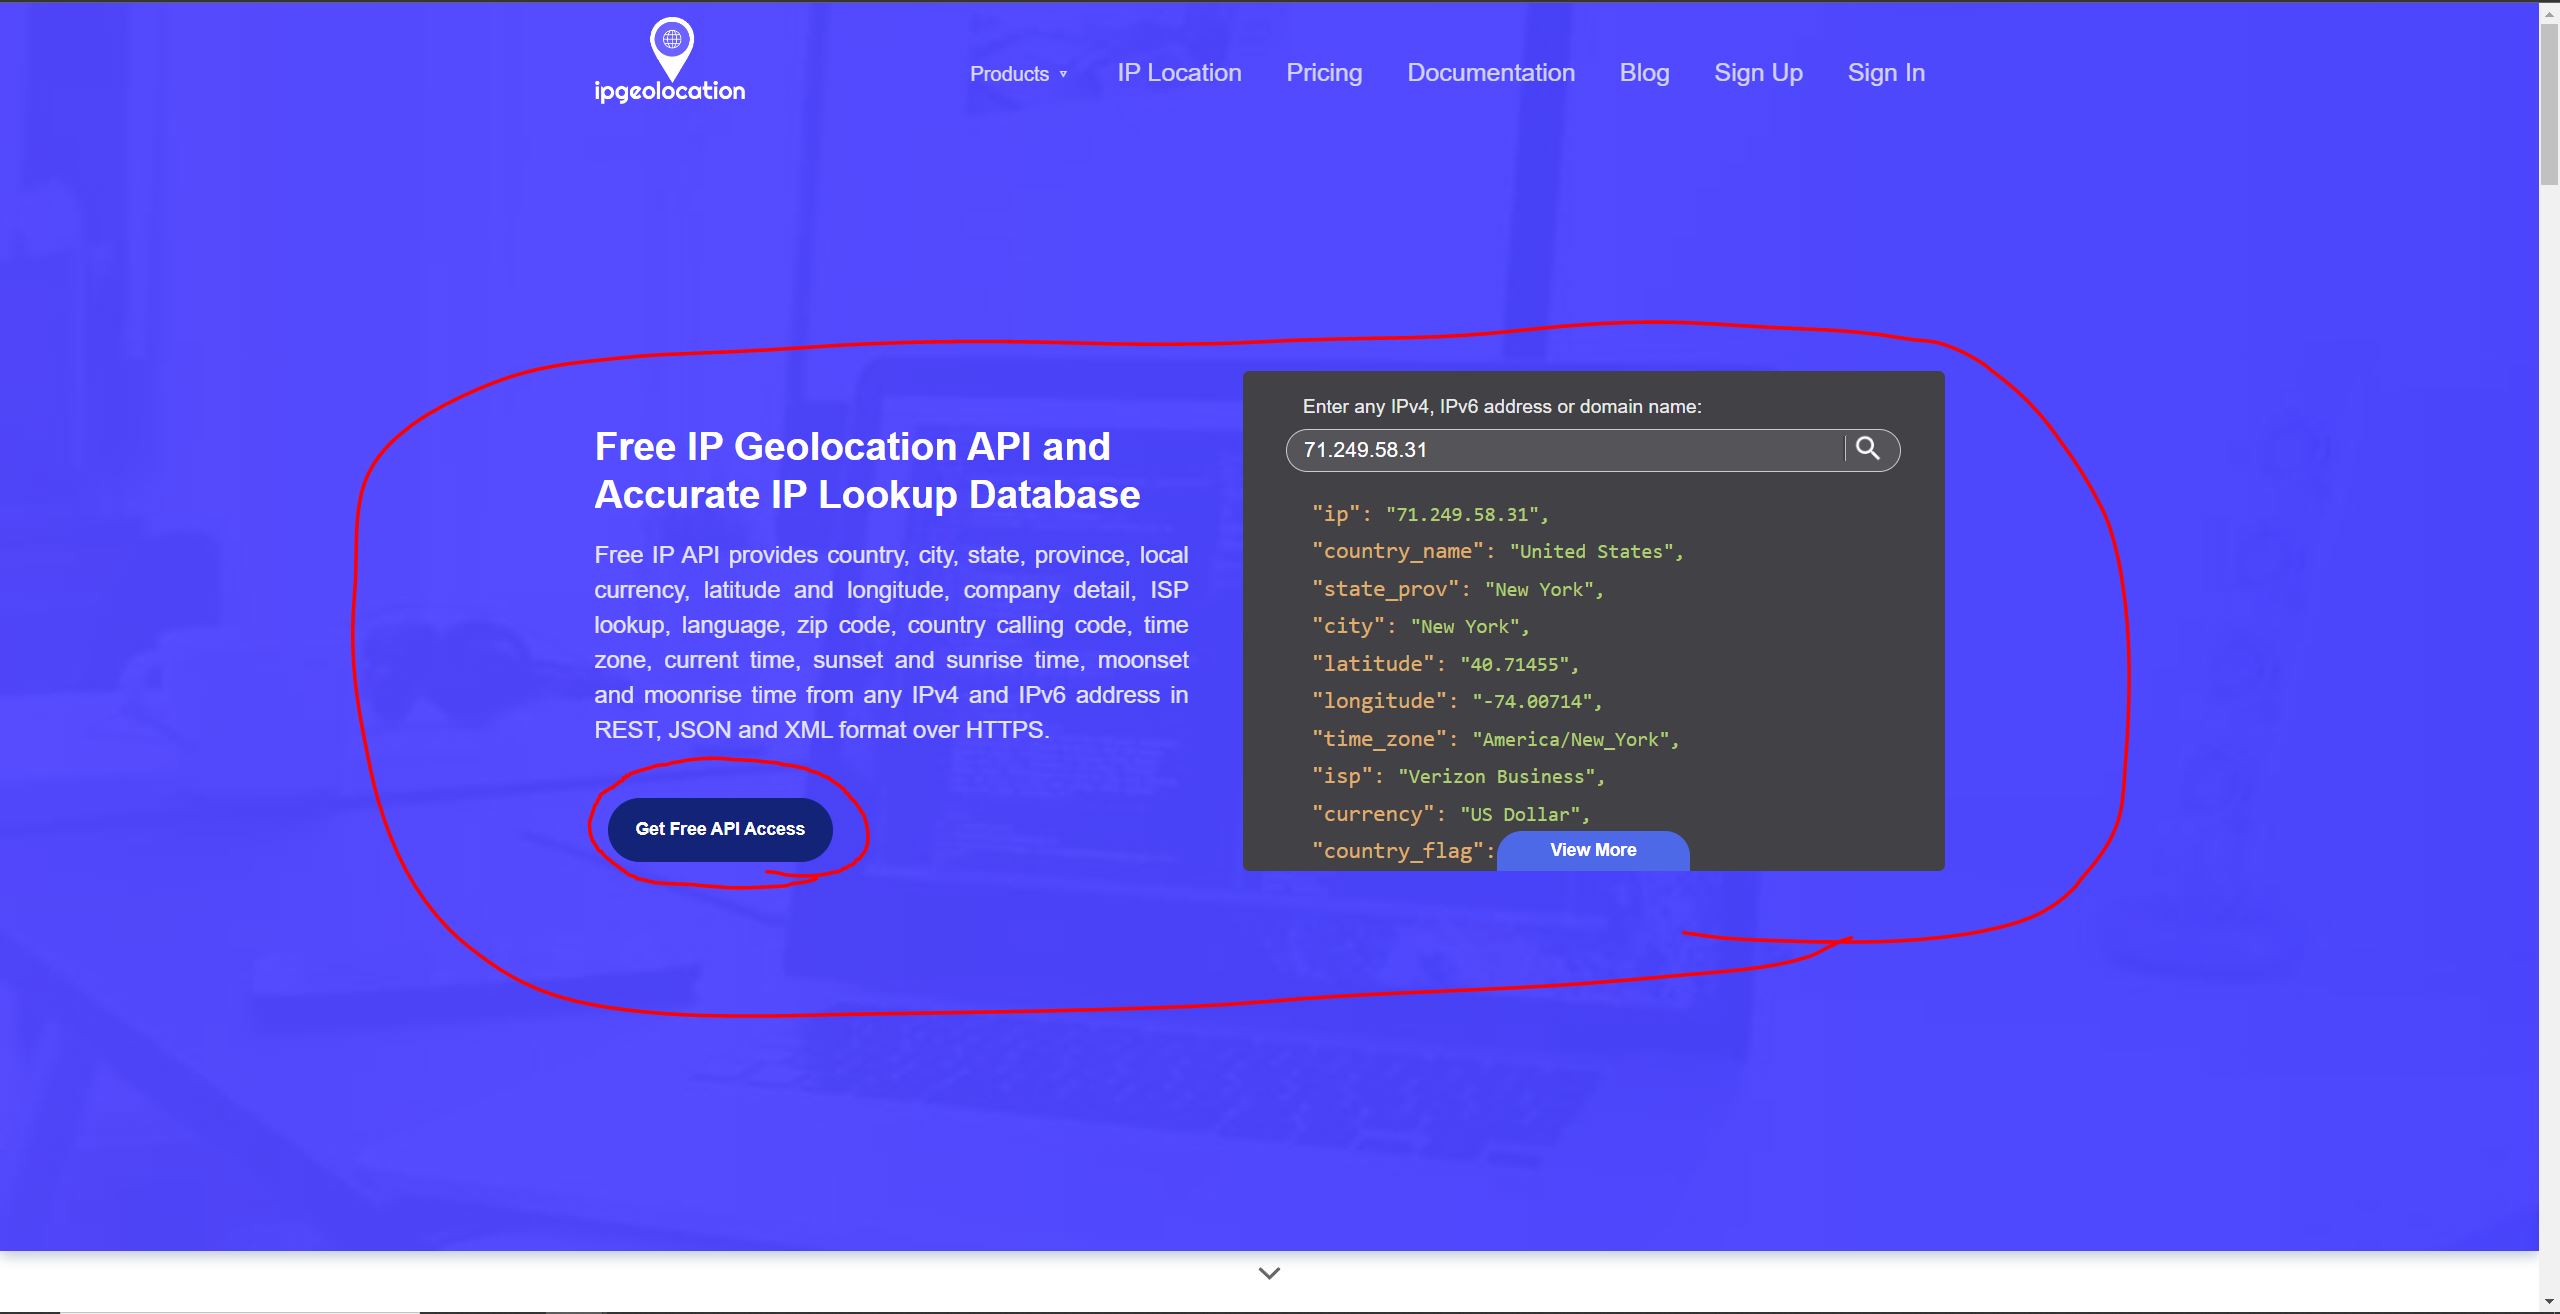 ipgeolocation
Products
IP Location
Pricing
Documentation
Blog
Sign Up
Sign In
Free IP Geolocation API and
Accurate IP Lookup Database
Free IP API provides country, city, state, province, local
currency, latitude and longitude, company detail, ISP
lookup, language, zip code, country calling code, time
zone, current time, sunset and sunrise time, moonset
and moonrise time from any IPv4 and IPv6 address in
REST, JSON and XML format over HTTPS.
Get Free API Access
Enter any IPv4, IPv6 address or domain name:
71.249.58.31
"ip": "71.249.58.31",
"country_name": "United States",
"state_prov": "New York",
"city": "New York",
"latitude": "40.71455",
"longitude": "-74.00714",
"time_zone": "America/New_York",
"isp": "Verizon Business",
"currency": "US Dollar",
"country_flag":
View More